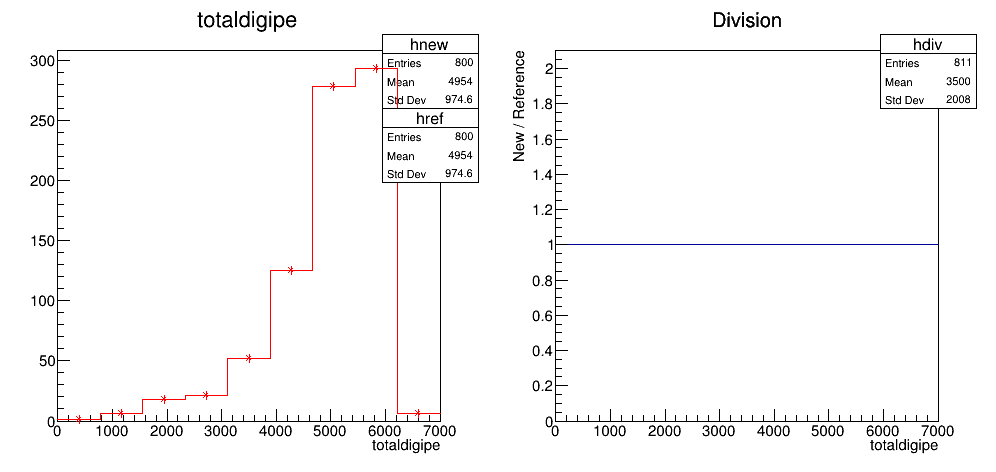 totaldigipe
hnew
Entries 800
Mean 4954
Std Dev 974.6
href
Entries 800
Mean 4954
Std Dev 974.6
300
250
200
150
100
50
0
0 1000 2000 3000 4000 5000 6000 7000
totaldigipe
Division
hdiv
Entries 811
Mean 3500
Std Dev 2008
New / Reference
2
1.8
1.6
1.4
1.2
1
0.8
0.6
0.4
0.2
0
0 1000 2000 3000 4000 5000 6000 7000
totaldigipe